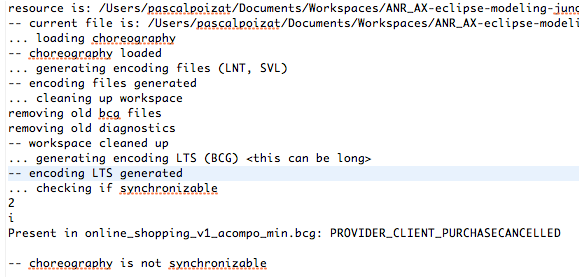 resource is: /Users/pascalpoizat/Documents/Workspaces/ANR_AX-eclipse-modeling-juno
-- current file is: /Users/pascalpoizat/Documents/Workspaces/ANR_AX-eclipse-modeli
... loading choreography
-- choreography loaded
... generating encoding files (LNT, SVL)
-- encoding files generated
... cleaning up workspace
removing old bcg files
removing old diagnostics
-- workspace cleaned up
... generating encoding LTS (BCG) <this can be long>
-- encoding LTS generated
... checking if synchronizable
2
i
Present in online_shopping_v1_acompo_min.bcg: PROVIDER_CLIENT_PURCHASECANCELLED
-- choreography is not synchronizable